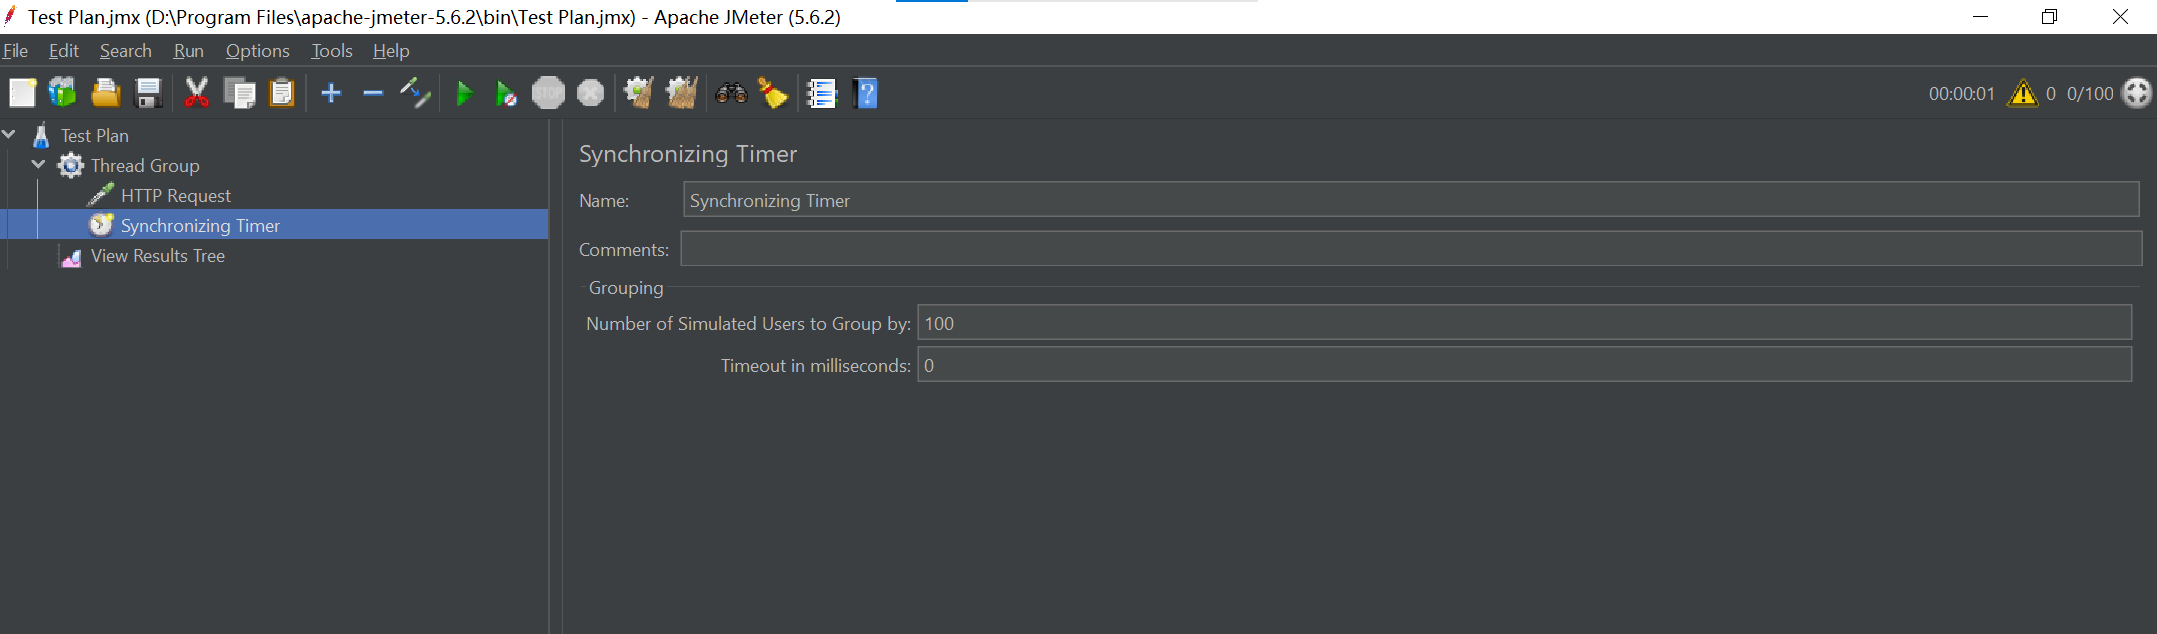 Test Plan.jmx (D:\Program Files\apache-jmeter-5.6.2\bin\Test Plan.jmx) - Apache JMeter (5.6.2)
File Edit Search Run Options Tools Help
STOP ? 00:00:01 0 0/100
Test Plan
Thread Group
HTTP Request
Synchronizing Timer
View Results Tree
Synchronizing Timer
Name: Synchronizing Timer
Comments:
Grouping
Number of Simulated Users to Group by: 100
Timeout in milliseconds: 0